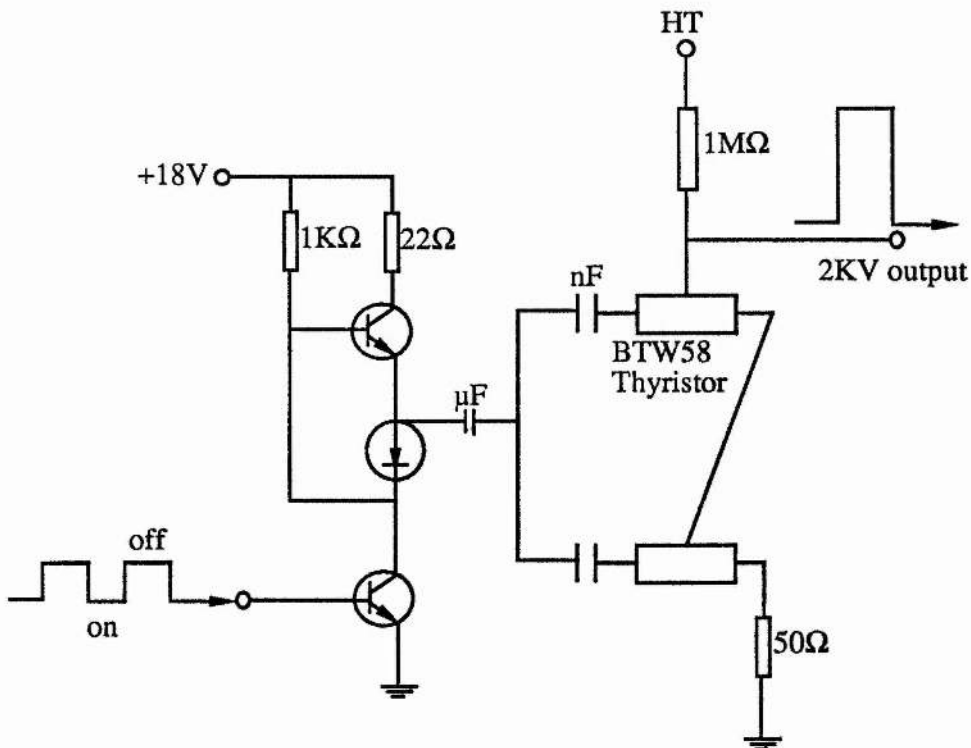 HT
1MΩ
+18V
1KΩ
22Ω
2KV output
nF
BTW58
Thyristor
μF
off
on
50Ω